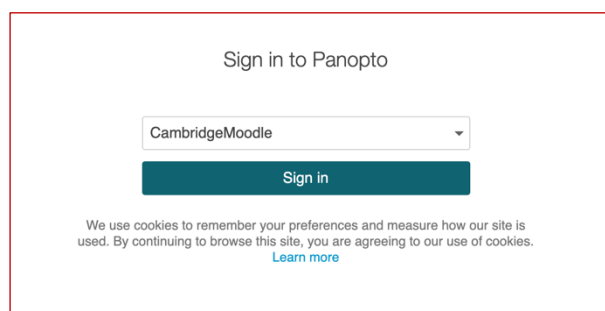 Sign in to Panopto
CambridgeMoodle
Sign in
We use cookies to remember your preferences and measure how our site is
used. By continuing to browse this site, you are agreeing to our use of cookies.
Learn more